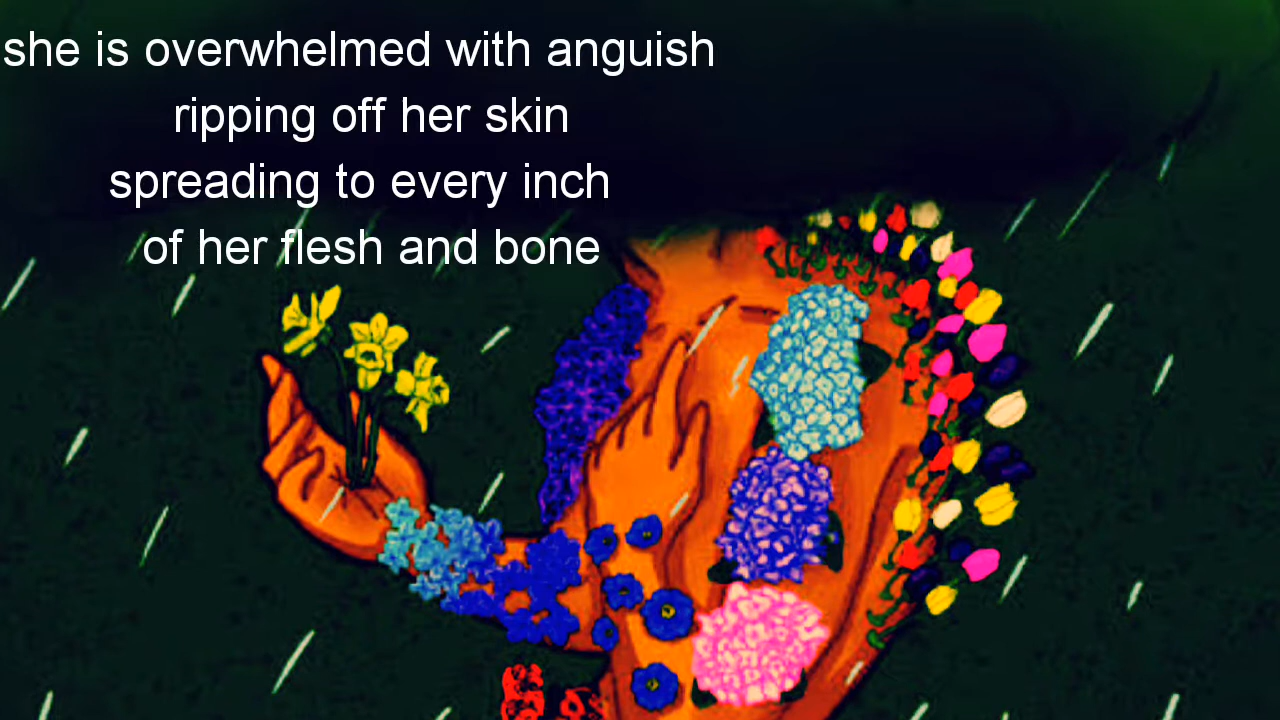 she is overwhelmed with anguish
ripping off her skin
spreading to every inch
of her flesh and bone